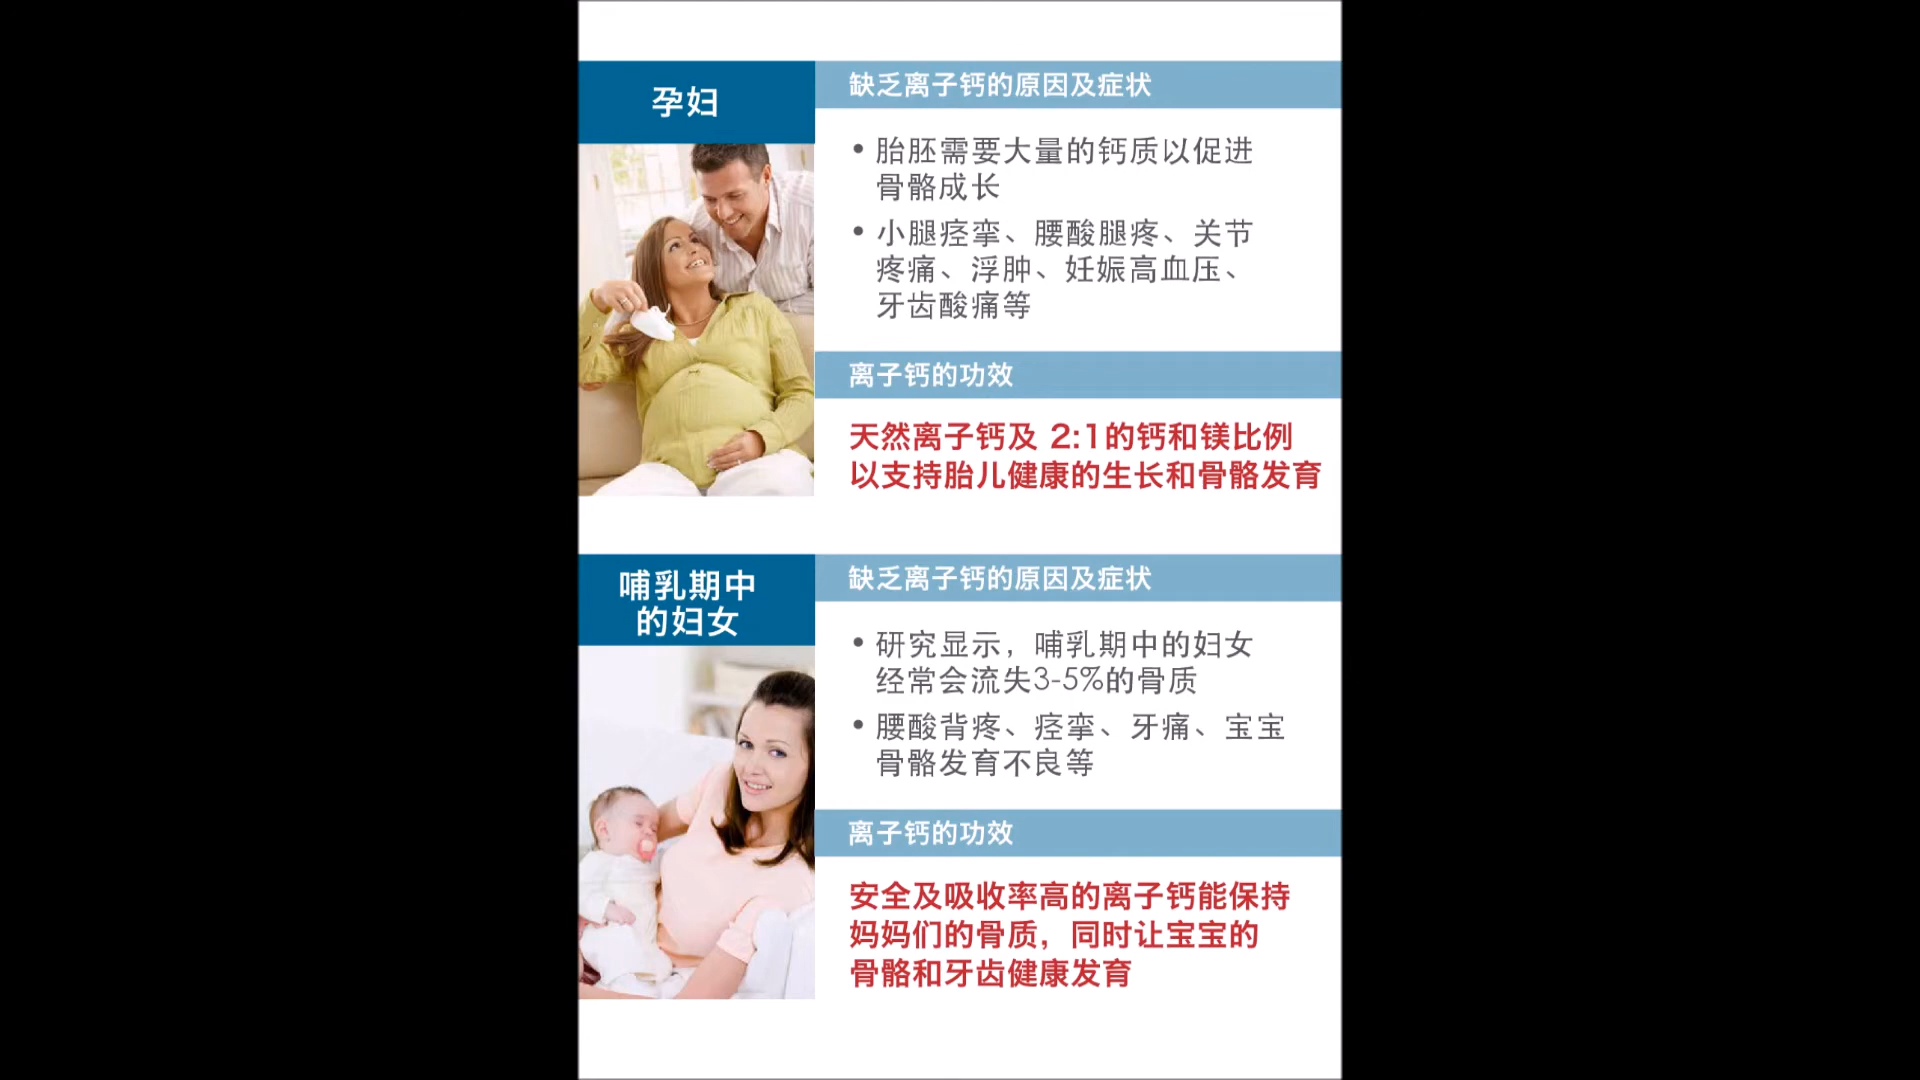 孕妇
缺乏离子钙的原因及症状
• 胎胚需要大量的钙质以促进
骨骼成长
• 小腿痉挛、腰酸腿疼、关节
疼痛、浮肿、妊娠高血压、
牙齿酸痛等
离子钙的功效
天然离子钙及 2:1的钙和镁比例
以支持胎儿健康的生长和骨骼发育
哺乳期中
的妇女
缺乏离子钙的原因及症状
• 研究显示，哺乳期中的妇女
经常会流失3-5%的骨质
• 腰酸背疼、痉挛、牙痛、宝宝
骨骼发育不良等
离子钙的功效
安全及吸收率高的离子钙能保持
妈妈们的骨质，同时让宝宝的
骨骼和牙齿健康发育